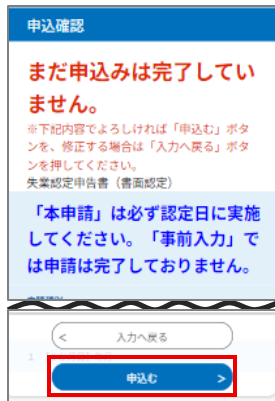 申込確認
まだ申込みは完了してい
ません。
※下記内容でよろしければ「申込む」ボタ
ンを、修正する場合は「入力へ戻る」ボタ
ンを押してください。
失業認定申告書（書面認定）
「本申請」は必ず認定日に実施
してください。「事前入力」で
は申請は完了しておりません。
< 入力へ戻る
申込む >